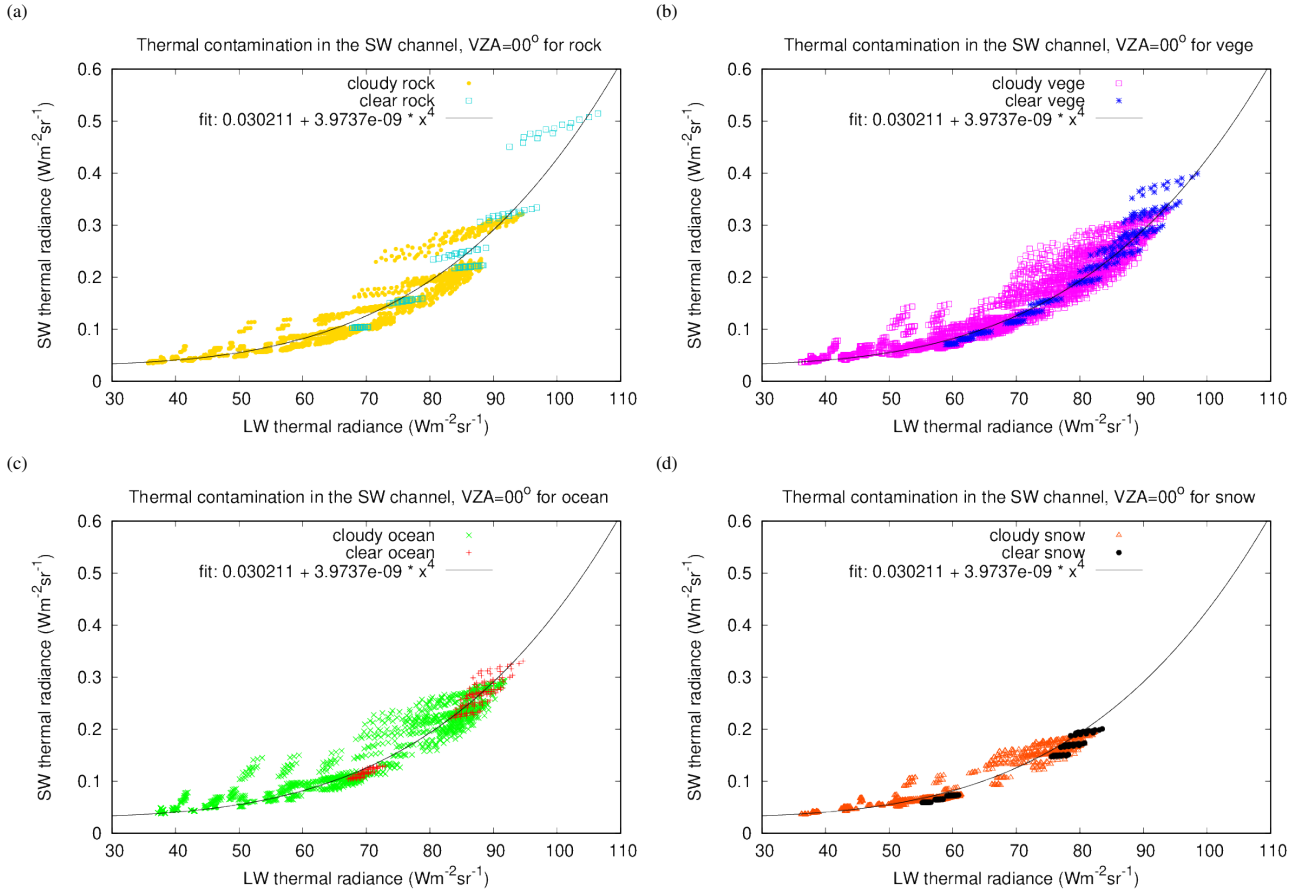 (a)
Thermal contamination in the SW channel, VZA=00° for rock
cloudy rock
clear rock
fit: 0.030211 + 3.9737e-09 * x⁴
SW thermal radiance (Wm⁻²sr⁻¹)
0.6
0.5
0.4
0.3
0.2
0.1
0
30 40 50 60 70 80 90 100 110
LW thermal radiance (Wm⁻²sr⁻¹)
(b)
Thermal contamination in the SW channel, VZA=00° for vege
cloudy vege
clear vege
fit: 0.030211 + 3.9737e-09 * x⁴
SW thermal radiance (Wm⁻²sr⁻¹)
0.6
0.5
0.4
0.3
0.2
0.1
0
30 40 50 60 70 80 90 100 110
LW thermal radiance (Wm⁻²sr⁻¹)
(c)
Thermal contamination in the SW channel, VZA=00° for ocean
cloudy ocean
clear ocean
fit: 0.030211 + 3.9737e-09 * x⁴
SW thermal radiance (Wm⁻²sr⁻¹)
0.6
0.5
0.4
0.3
0.2
0.1
0
30 40 50 60 70 80 90 100 110
LW thermal radiance (Wm⁻²sr⁻¹)
(d)
Thermal contamination in the SW channel, VZA=00° for snow
cloudy snow
clear snow
fit: 0.030211 + 3.9737e-09 * x⁴
SW thermal radiance (Wm⁻²sr⁻¹)
0.6
0.5
0.4
0.3
0.2
0.1
0
30 40 50 60 70 80 90 100 110
LW thermal radiance (Wm⁻²sr⁻¹)